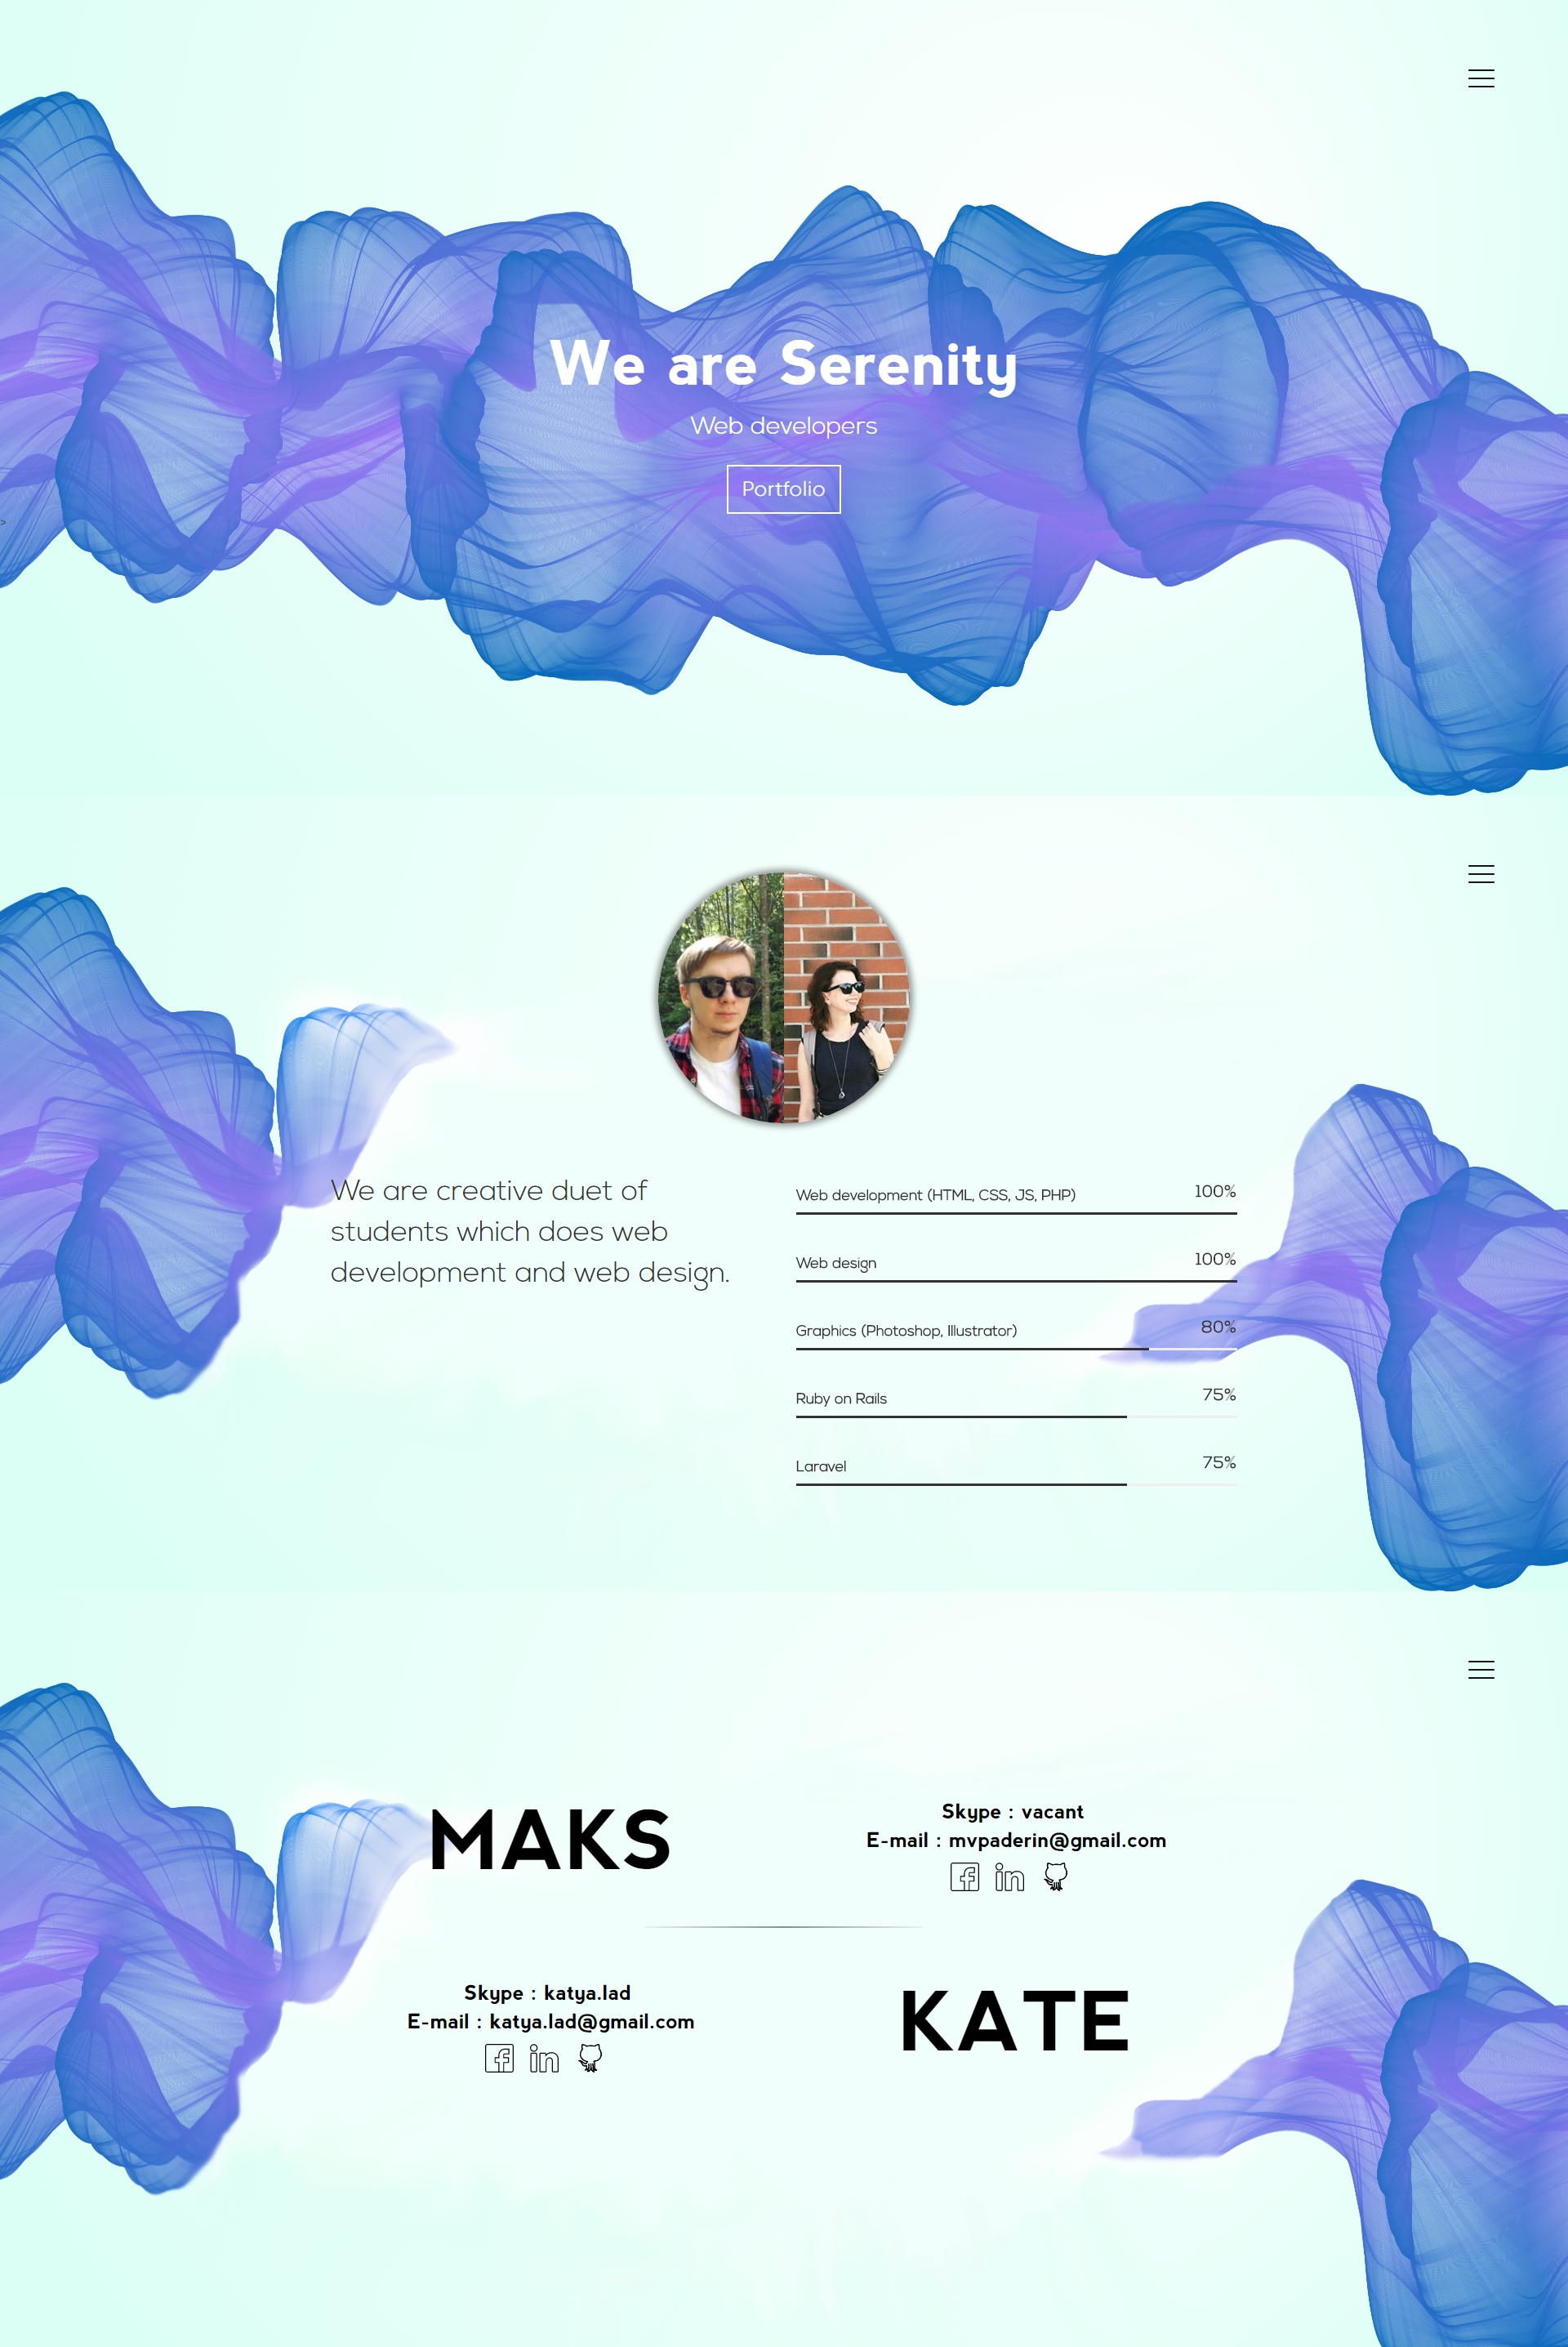 We are Serenity
Web developers
Portfolio
>
We are creative duet of
students which does web
development and web design.
Web development (HTML, CSS, JS, PHP) 100%
Web design 100%
Graphics (Photoshop, Illustrator) 80%
Ruby on Rails 75%
Laravel 75%
MAKS
Skype : vacant
E-mail : mvpaderin@gmail.com
Skype : katya.lad
E-mail : katya.lad@gmail.com
KATE